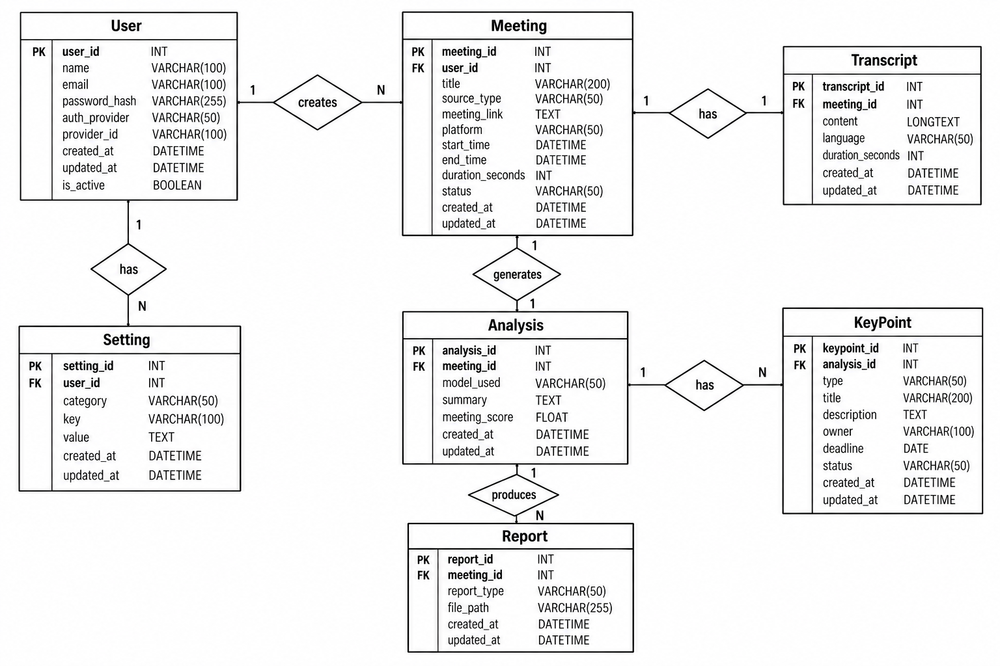 User
PK user_id INT
name VARCHAR(100)
email VARCHAR(100)
password_hash VARCHAR(255)
auth_provider VARCHAR(50)
provider_id VARCHAR(100)
created_at DATETIME
updated_at DATETIME
is_active BOOLEAN
1
creates
N
Meeting
PK meeting_id INT
FK user_id INT
title VARCHAR(200)
source_type VARCHAR(50)
meeting_link TEXT
platform VARCHAR(50)
start_time DATETIME
end_time DATETIME
duration_seconds INT
status VARCHAR(50)
created_at DATETIME
updated_at DATETIME
1
has
1
Transcript
PK transcript_id INT
FK meeting_id INT
content LONGTEXT
language VARCHAR(50)
duration_seconds INT
created_at DATETIME
updated_at DATETIME
1
has
N
Setting
PK setting_id INT
FK user_id INT
category VARCHAR(50)
key VARCHAR(100)
value TEXT
created_at DATETIME
updated_at DATETIME
1
generates
1
Analysis
PK analysis_id INT
FK meeting_id INT
model_used VARCHAR(50)
summary TEXT
meeting_score FLOAT
created_at DATETIME
updated_at DATETIME
1
has
N
KeyPoint
PK keypoint_id INT
FK analysis_id INT
type VARCHAR(50)
title VARCHAR(200)
description TEXT
owner VARCHAR(100)
deadline DATE
status VARCHAR(50)
created_at DATETIME
updated_at DATETIME
1
produces
N
Report
PK report_id INT
FK meeting_id INT
report_type VARCHAR(50)
file_path VARCHAR(255)
created_at DATETIME
updated_at DATETIME